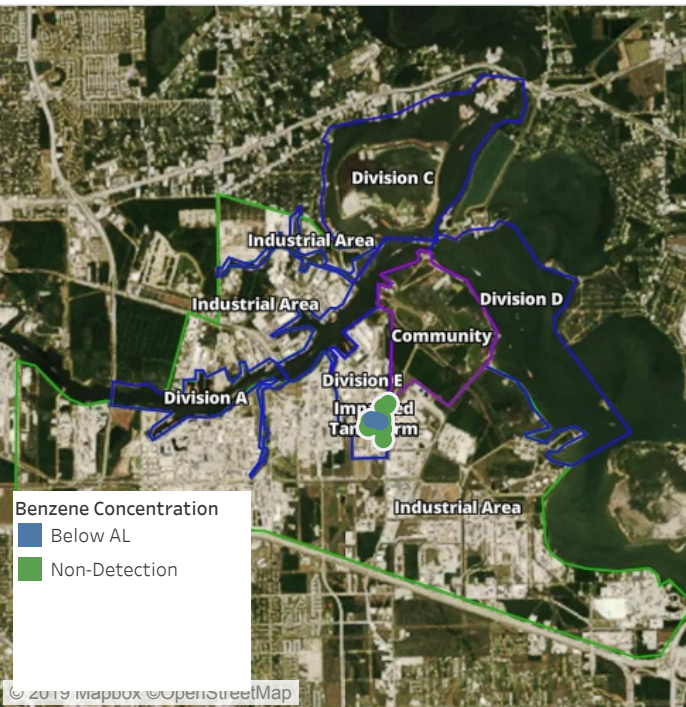 Division C
Industrial Area
Division D
Industrial Area
Community
Division E
Division A
Industrial Area
Benzene Concentration
Below AL
Non-Detection
© 2019 Mapbox ©OpenStreetMap